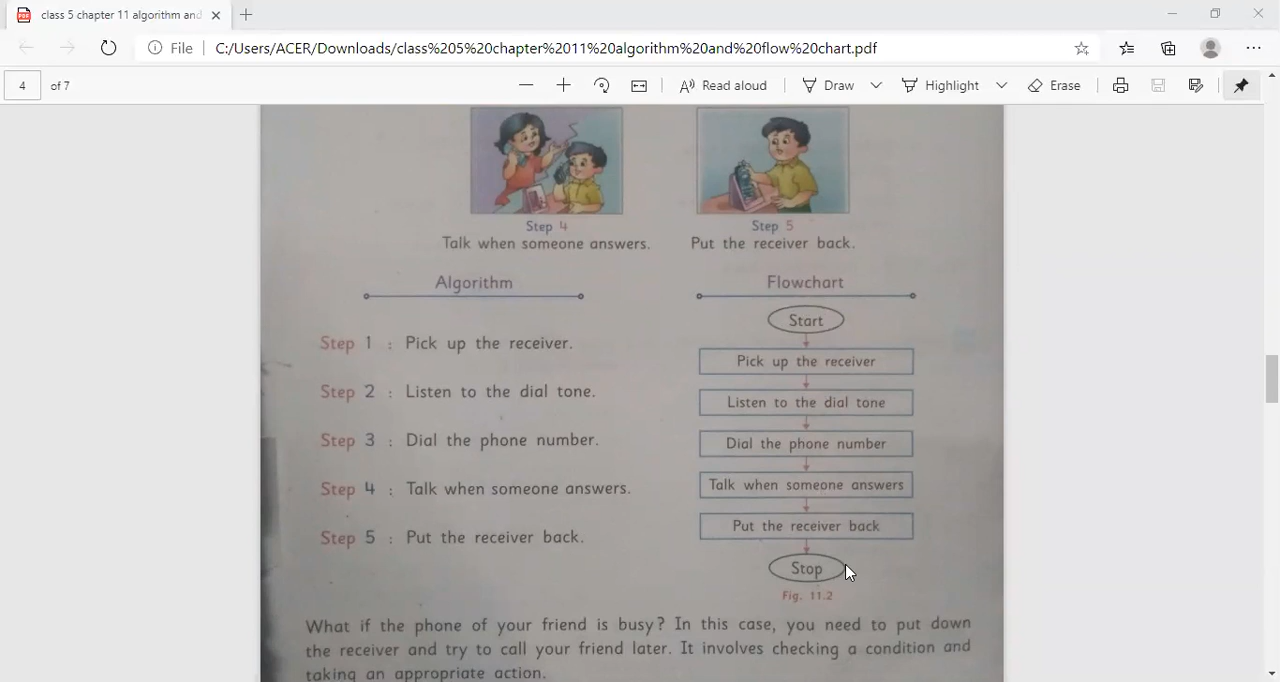 class 5 chapter 11 algorithm and
File
C:/Users/ACER/Downloads/class%205%20chapter%2011%20algorithm%20and%20flow%20chart.pdf
4 of 7
Read aloud
Draw
Highlight
Erase
Step 4
Talk when someone answers.
Step 5
Put the receiver back.
Algorithm
Step 1 : Pick up the receiver.
Step 2 : Listen to the dial tone.
Step 3 : Dial the phone number.
Step 4 : Talk when someone answers.
Step 5 : Put the receiver back.
Flowchart
Start
Pick up the receiver
Listen to the dial tone
Dial the phone number
Talk when someone answers
Put the receiver back
Stop
Fig. 11.2
What if the phone of your friend is busy? In this case, you need to put down
the receiver and try to call your friend later. It involves checking a condition and
taking an appropriate action.